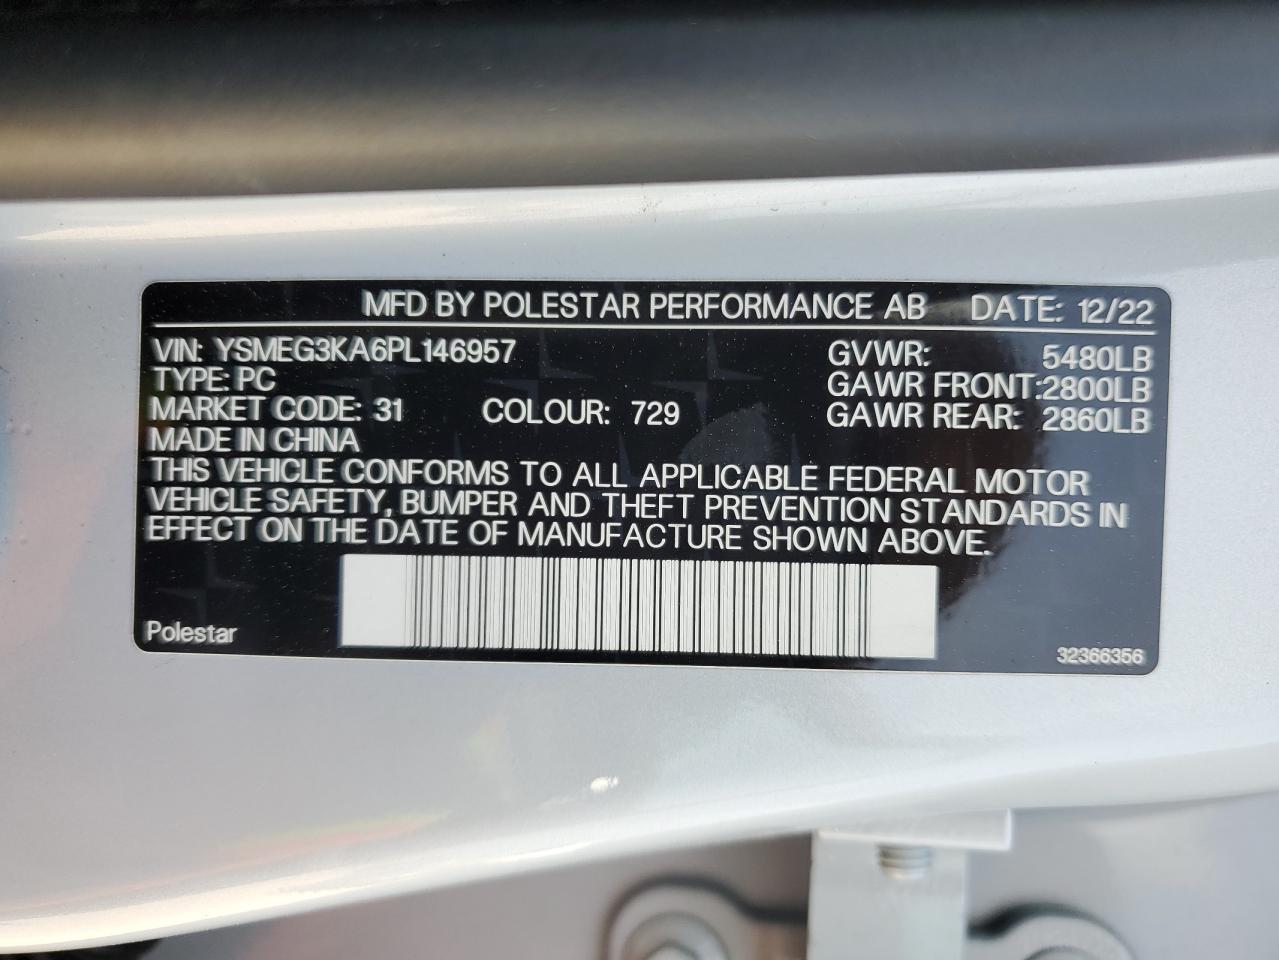 MFD BY POLESTAR PERFORMANCE AB DATE: 12/22
VIN: YSMEG3KA6PL146957 GVWR: 5480LB
TYPE: PC GAWR FRONT: 2800LB
MARKET CODE: 31 COLOUR: 729 GAWR REAR: 2860LB
MADE IN CHINA
THIS VEHICLE CONFORMS TO ALL APPLICABLE FEDERAL MOTOR
VEHICLE SAFETY, BUMPER AND THEFT PREVENTION STANDARDS IN
EFFECT ON THE DATE OF MANUFACTURE SHOWN ABOVE.
Polestar 32366356